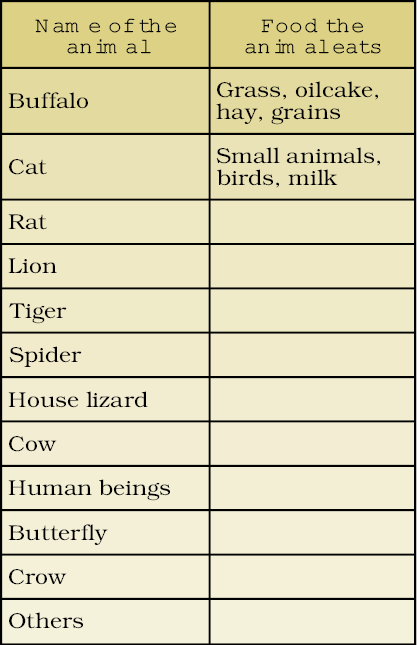 Name of the
animal
Food the
animal eats
Buffalo
Grass, oilcake,
hay, grains
Cat
Small animals,
birds, milk
Rat
Lion
Tiger
Spider
House lizard
Cow
Human beings
Butterfly
Crow
Others